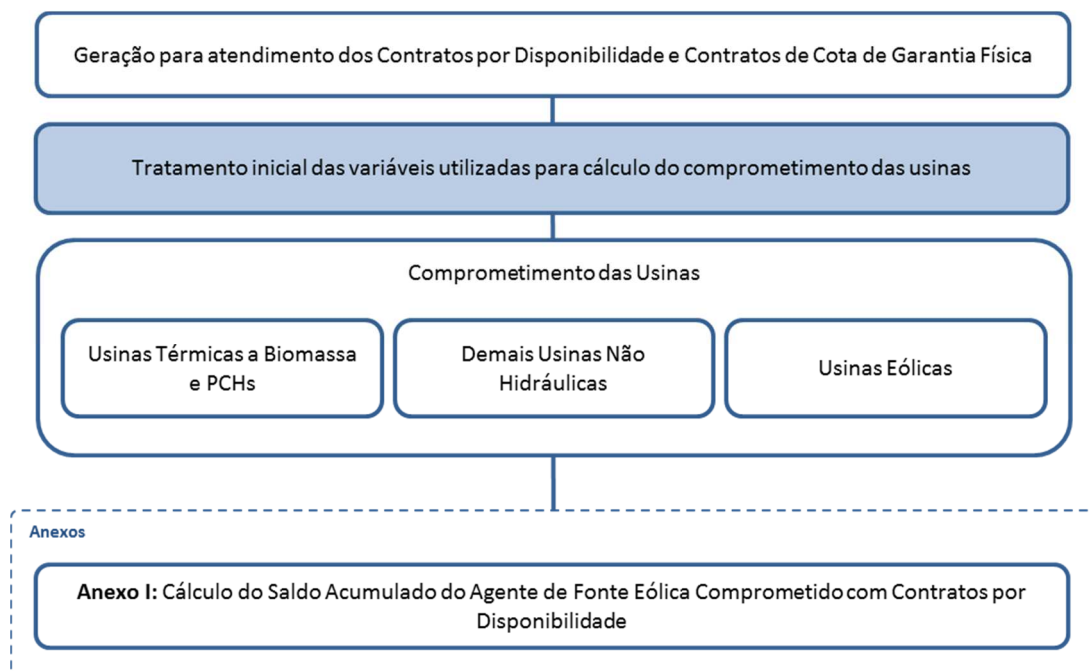 Geração para atendimento dos Contratos por Disponibilidade e Contratos de Cota de Garantia Física
Tratamento inicial das variáveis utilizadas para cálculo do comprometimento das usinas
Comprometimento das Usinas
Usinas Térmicas a Biomassa
e PCHs
Demais Usinas Não
Hidráulicas
Usinas Eólicas
Anexos
Anexo I: Cálculo do Saldo Acumulado do Agente de Fonte Eólica Comprometido com Contratos por
Disponibilidade